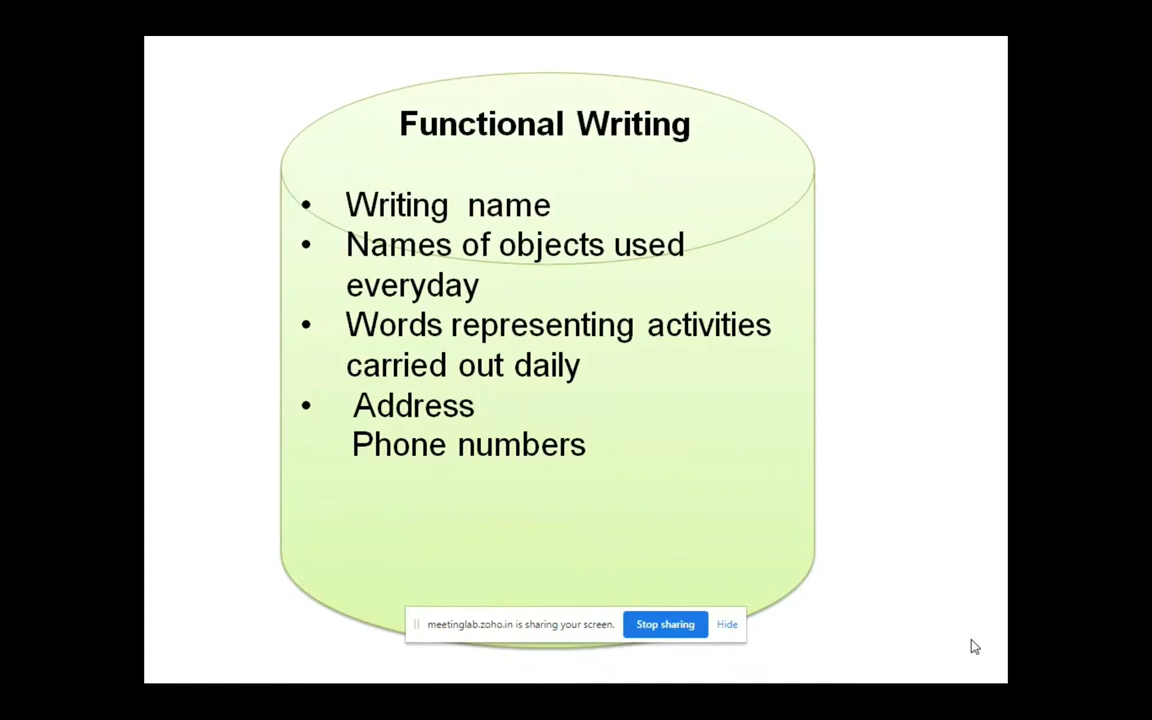 Functional Writing
• Writing name
• Names of objects used
everyday
• Words representing activities
carried out daily
• Address
Phone numbers
meetinglab.zoho.in is sharing your screen. Stop sharing Hide